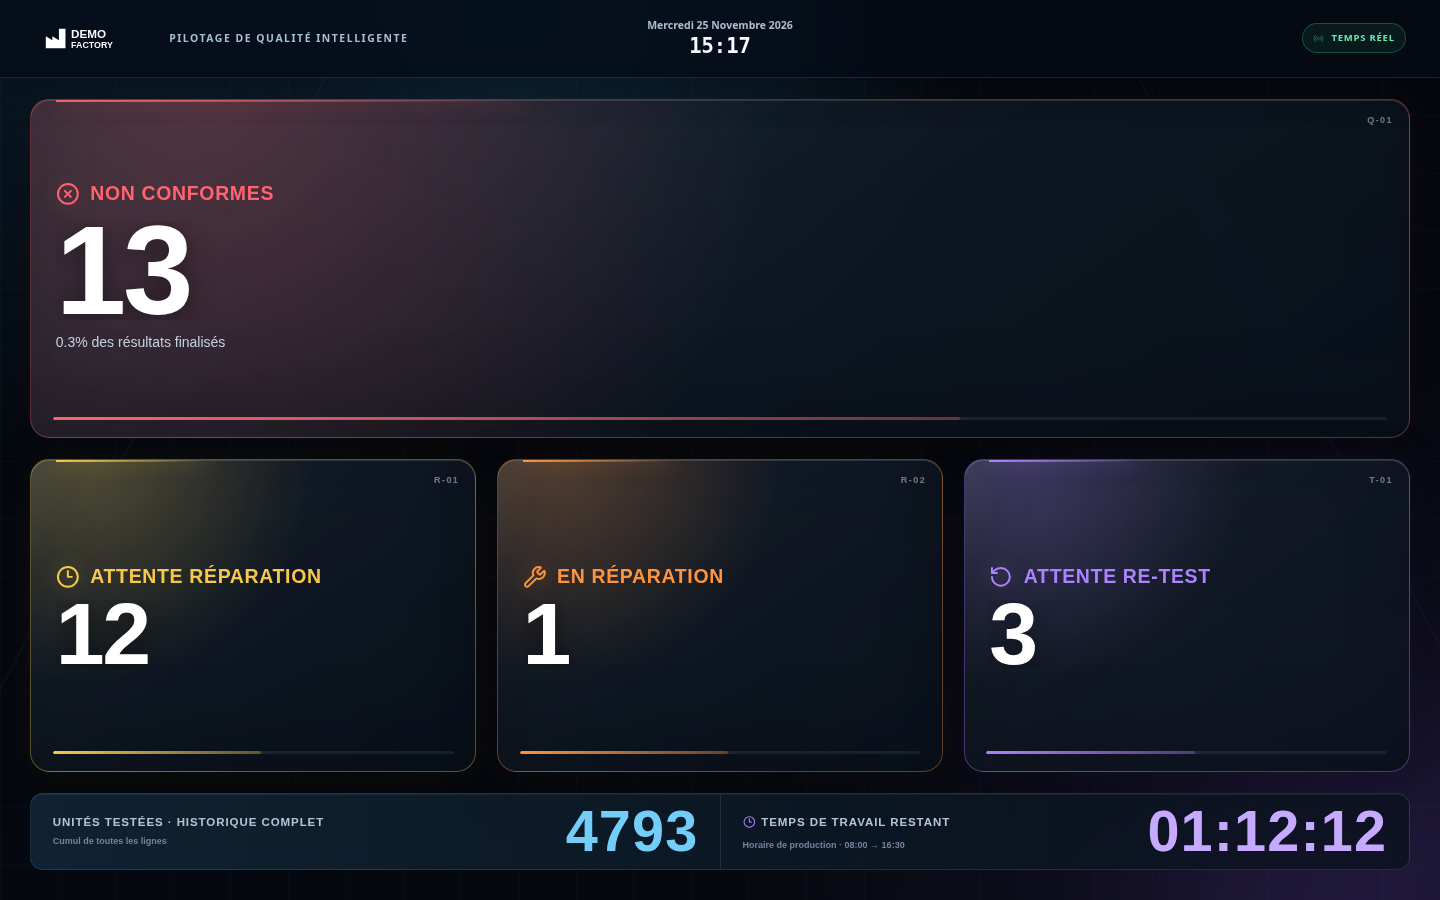 DEMO
FACTORY
PILOTAGE DE QUALITÉ INTELLIGENTE
Mercredi 25 Novembre 2026
15:17
TEMPS RÉEL
Q-01
NON CONFORMES
13
0.3% des résultats finalisés
R-01
ATTENTE RÉPARATION
12
R-02
EN RÉPARATION
1
T-01
ATTENTE RE-TEST
3
UNITÉS TESTÉES · HISTORIQUE COMPLET
Cumul de toutes les lignes
4793
TEMPS DE TRAVAIL RESTANT
Horaire de production · 08:00 → 16:30
01:12:12